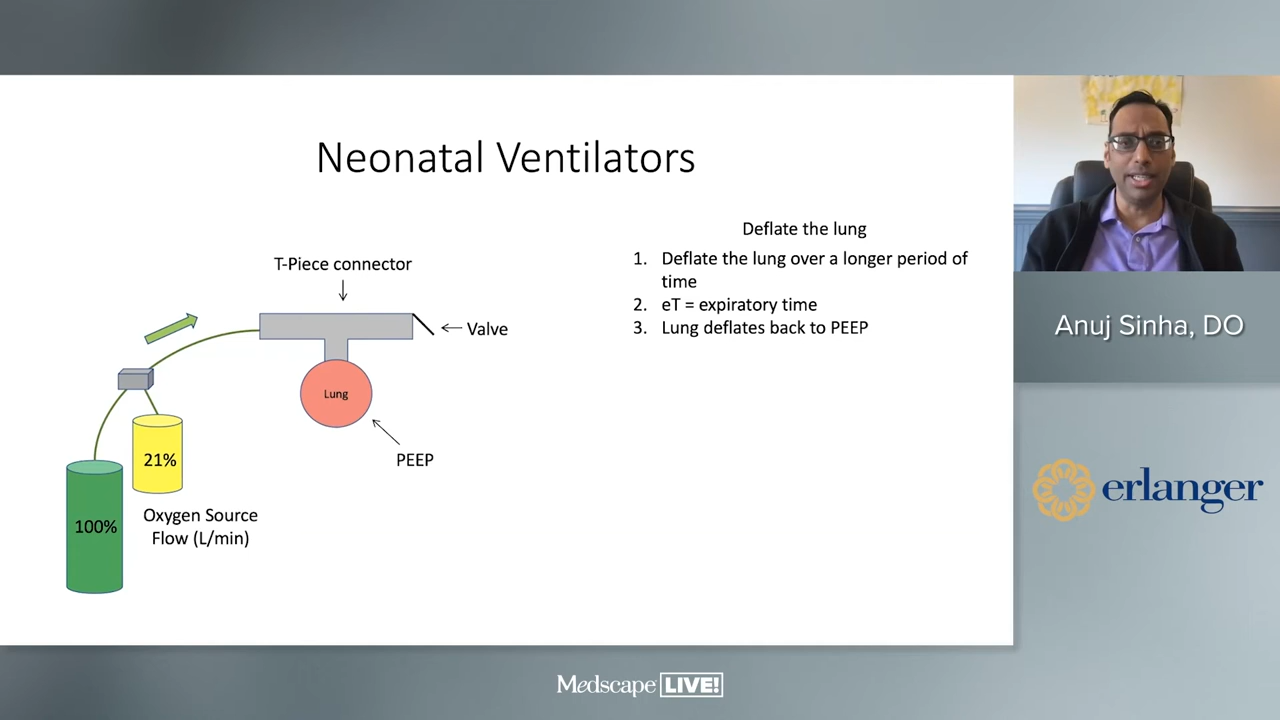 Neonatal Ventilators
T-Piece connector
Valve
Lung
PEEP
21%
100%
Oxygen Source
Flow (L/min)
Deflate the lung
1. Deflate the lung over a longer period of
time
2. eT = expiratory time
3. Lung deflates back to PEEP
Anuj Sinha, DO
erlanger
Medscape LIVE!